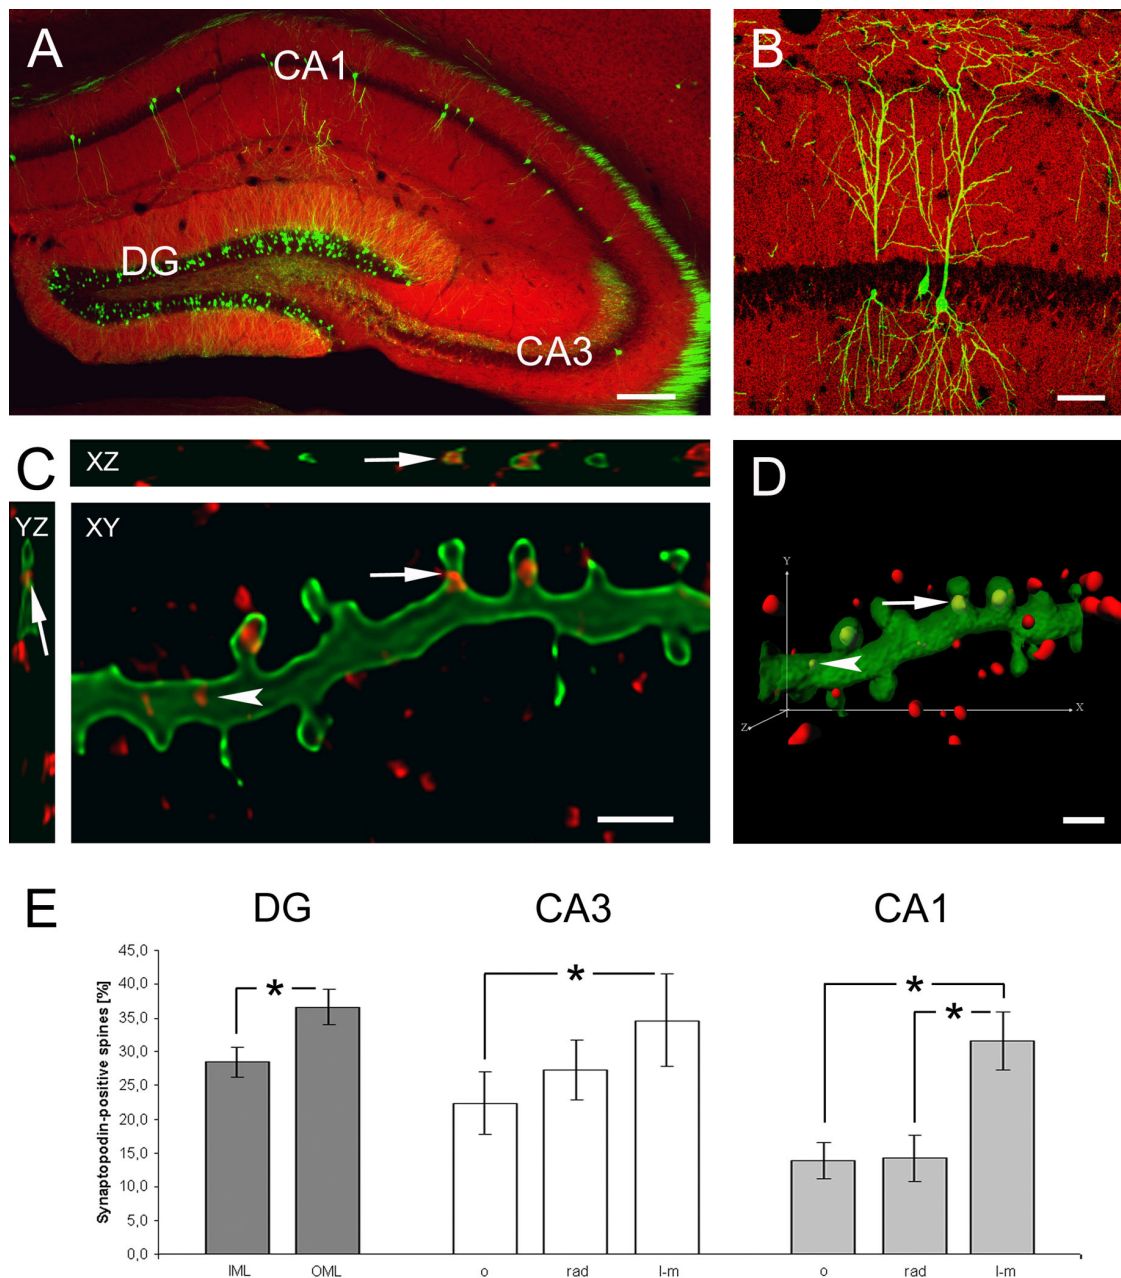 A
CA1
DG
CA3
B
C
XZ
YZ
XY
D
Y
X
Z
E
DG
CA3
CA1
Synaptopodin-positive spines [%]
45,0
40,0
35,0
30,0
25,0
20,0
15,0
10,0
5,0
0,0
*
*
*
*
IML
OML
o
rad
l-m
o
rad
l-m